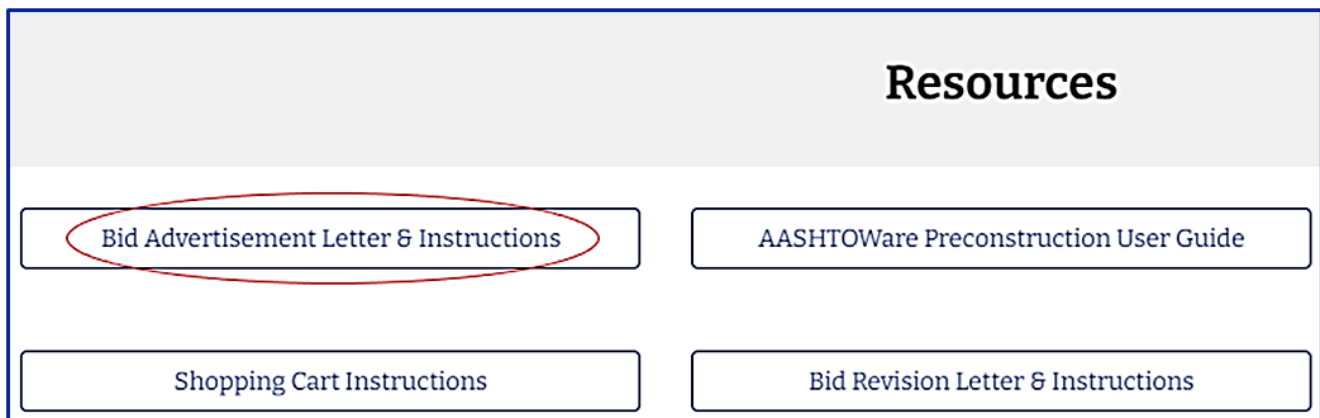 Resources
Bid Advertisement Letter & Instructions
AASHTOWare Preconstruction User Guide
Shopping Cart Instructions
Bid Revision Letter & Instructions